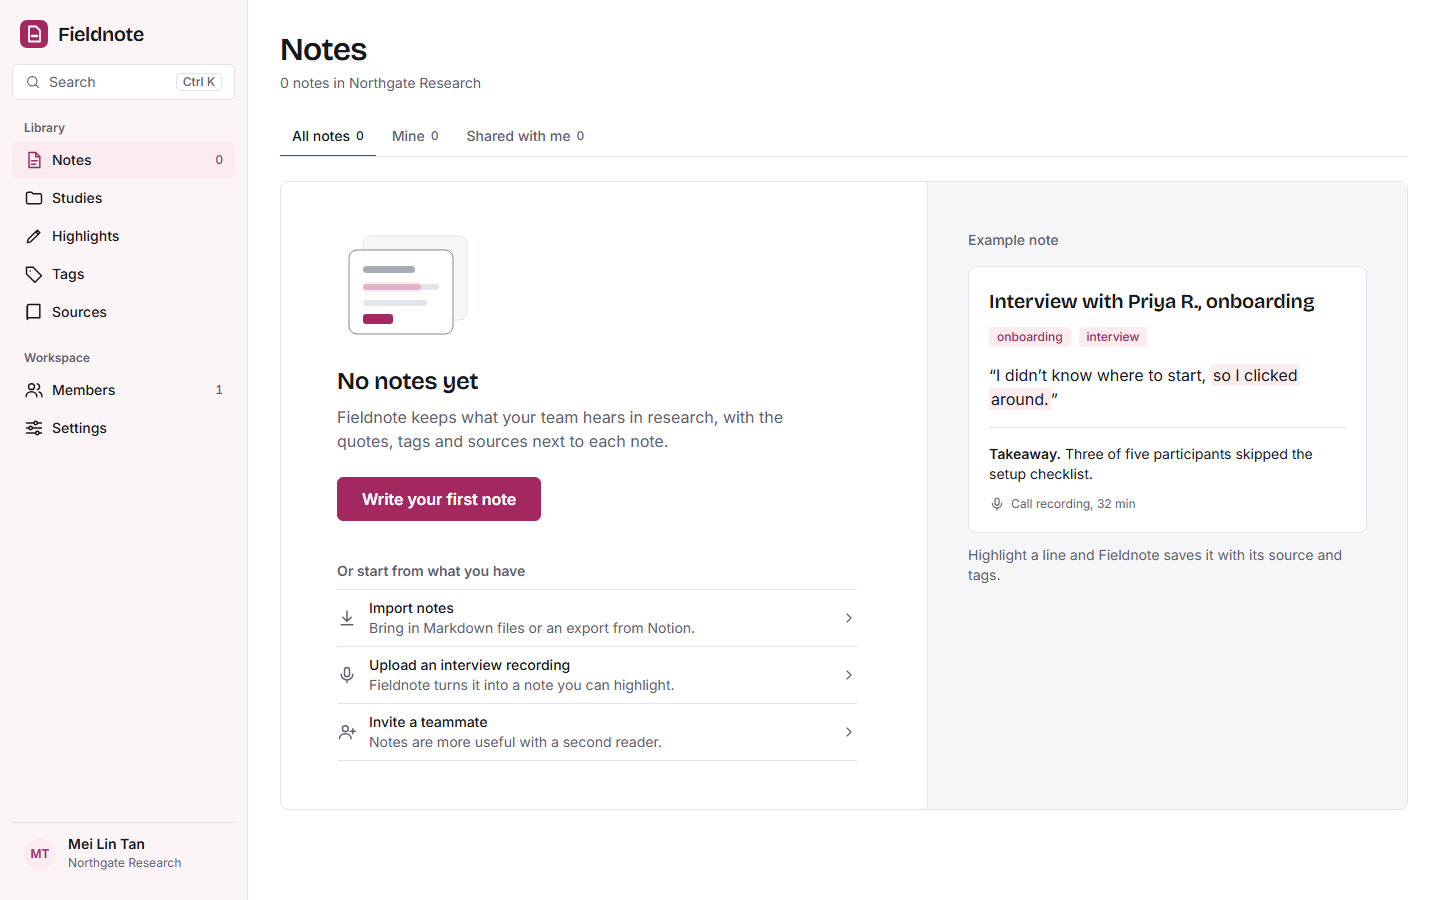 Fieldnote
Search
Ctrl K
Library
Notes
0
Studies
Highlights
Tags
Sources
Workspace
Members
1
Settings
MT
Mei Lin Tan
Northgate Research
Notes
0 notes in Northgate Research
All notes 0
Mine 0
Shared with me 0
No notes yet
Fieldnote keeps what your team hears in research, with the
quotes, tags and sources next to each note.
Write your first note
Or start from what you have
Import notes
Bring in Markdown files or an export from Notion.
Upload an interview recording
Fieldnote turns it into a note you can highlight.
Invite a teammate
Notes are more useful with a second reader.
Example note
Interview with Priya R., onboarding
onboarding
interview
“I didn’t know where to start, so I clicked
around.”
Takeaway. Three of five participants skipped the
setup checklist.
Call recording, 32 min
Highlight a line and Fieldnote saves it with its source and
tags.